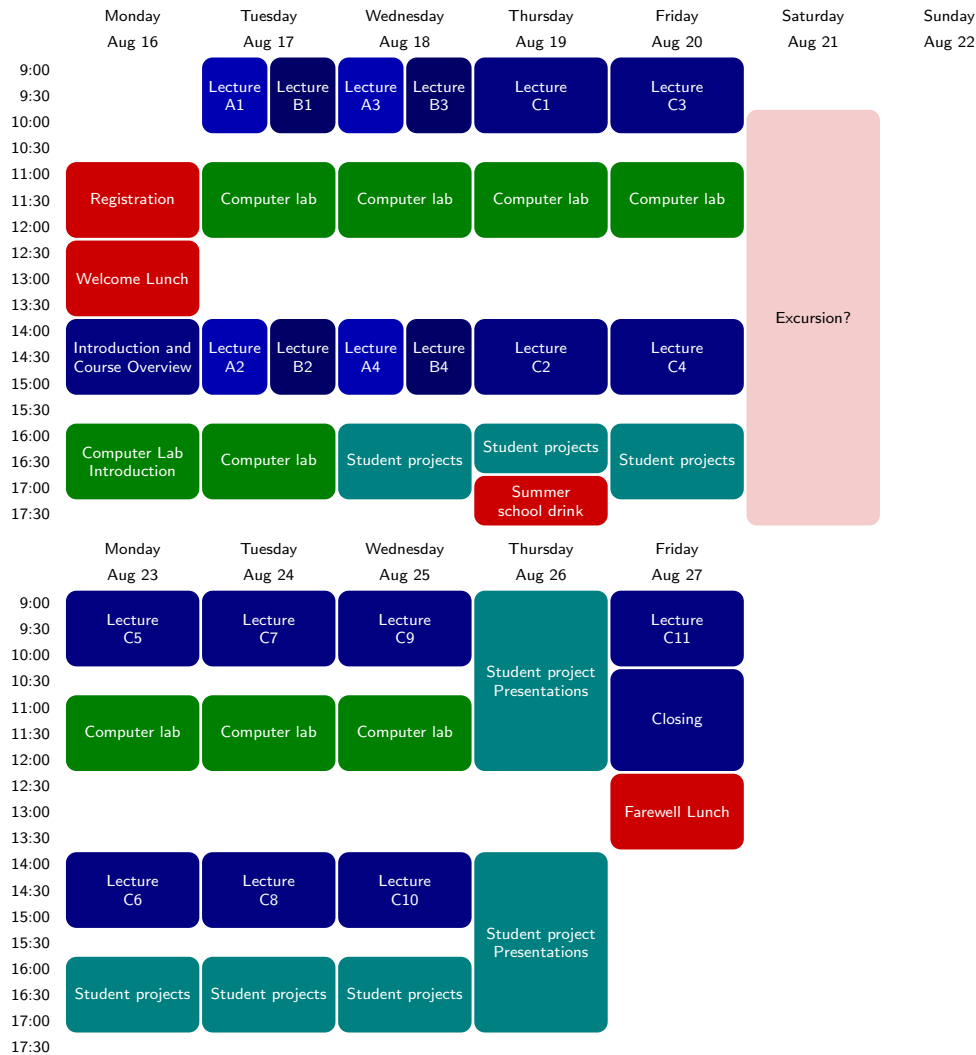 Monday Tuesday Wednesday Thursday Friday Saturday Sunday
Aug 16 Aug 17 Aug 18 Aug 19 Aug 20 Aug 21 Aug 22
9:00
9:30
10:00
10:30
11:00
11:30
12:00
12:30
13:00
13:30
14:00
14:30
15:00
15:30
16:00
16:30
17:00
17:30
Lecture Lecture Lecture Lecture Lecture Lecture
A1 B1 A3 B3 C1 C3
Registration Computer lab Computer lab Computer lab Computer lab
Welcome Lunch
Excursion?
Introduction and Lecture Lecture Lecture Lecture Lecture Lecture
Course Overview A2 B2 A4 B4 C2 C4
Computer Lab
Introduction
Computer lab Student projects Student projects Student projects
Summer
school drink
Monday Tuesday Wednesday Thursday Friday
Aug 23 Aug 24 Aug 25 Aug 26 Aug 27
9:00
9:30
10:00
10:30
11:00
11:30
12:00
12:30
13:00
13:30
14:00
14:30
15:00
15:30
16:00
16:30
17:00
17:30
Lecture Lecture Lecture Lecture
C5 C7 C9 C11
Student project
Presentations
Computer lab Computer lab Computer lab Closing
Farewell Lunch
Lecture Lecture Lecture
C6 C8 C10
Student project
Presentations
Student projects Student projects Student projects